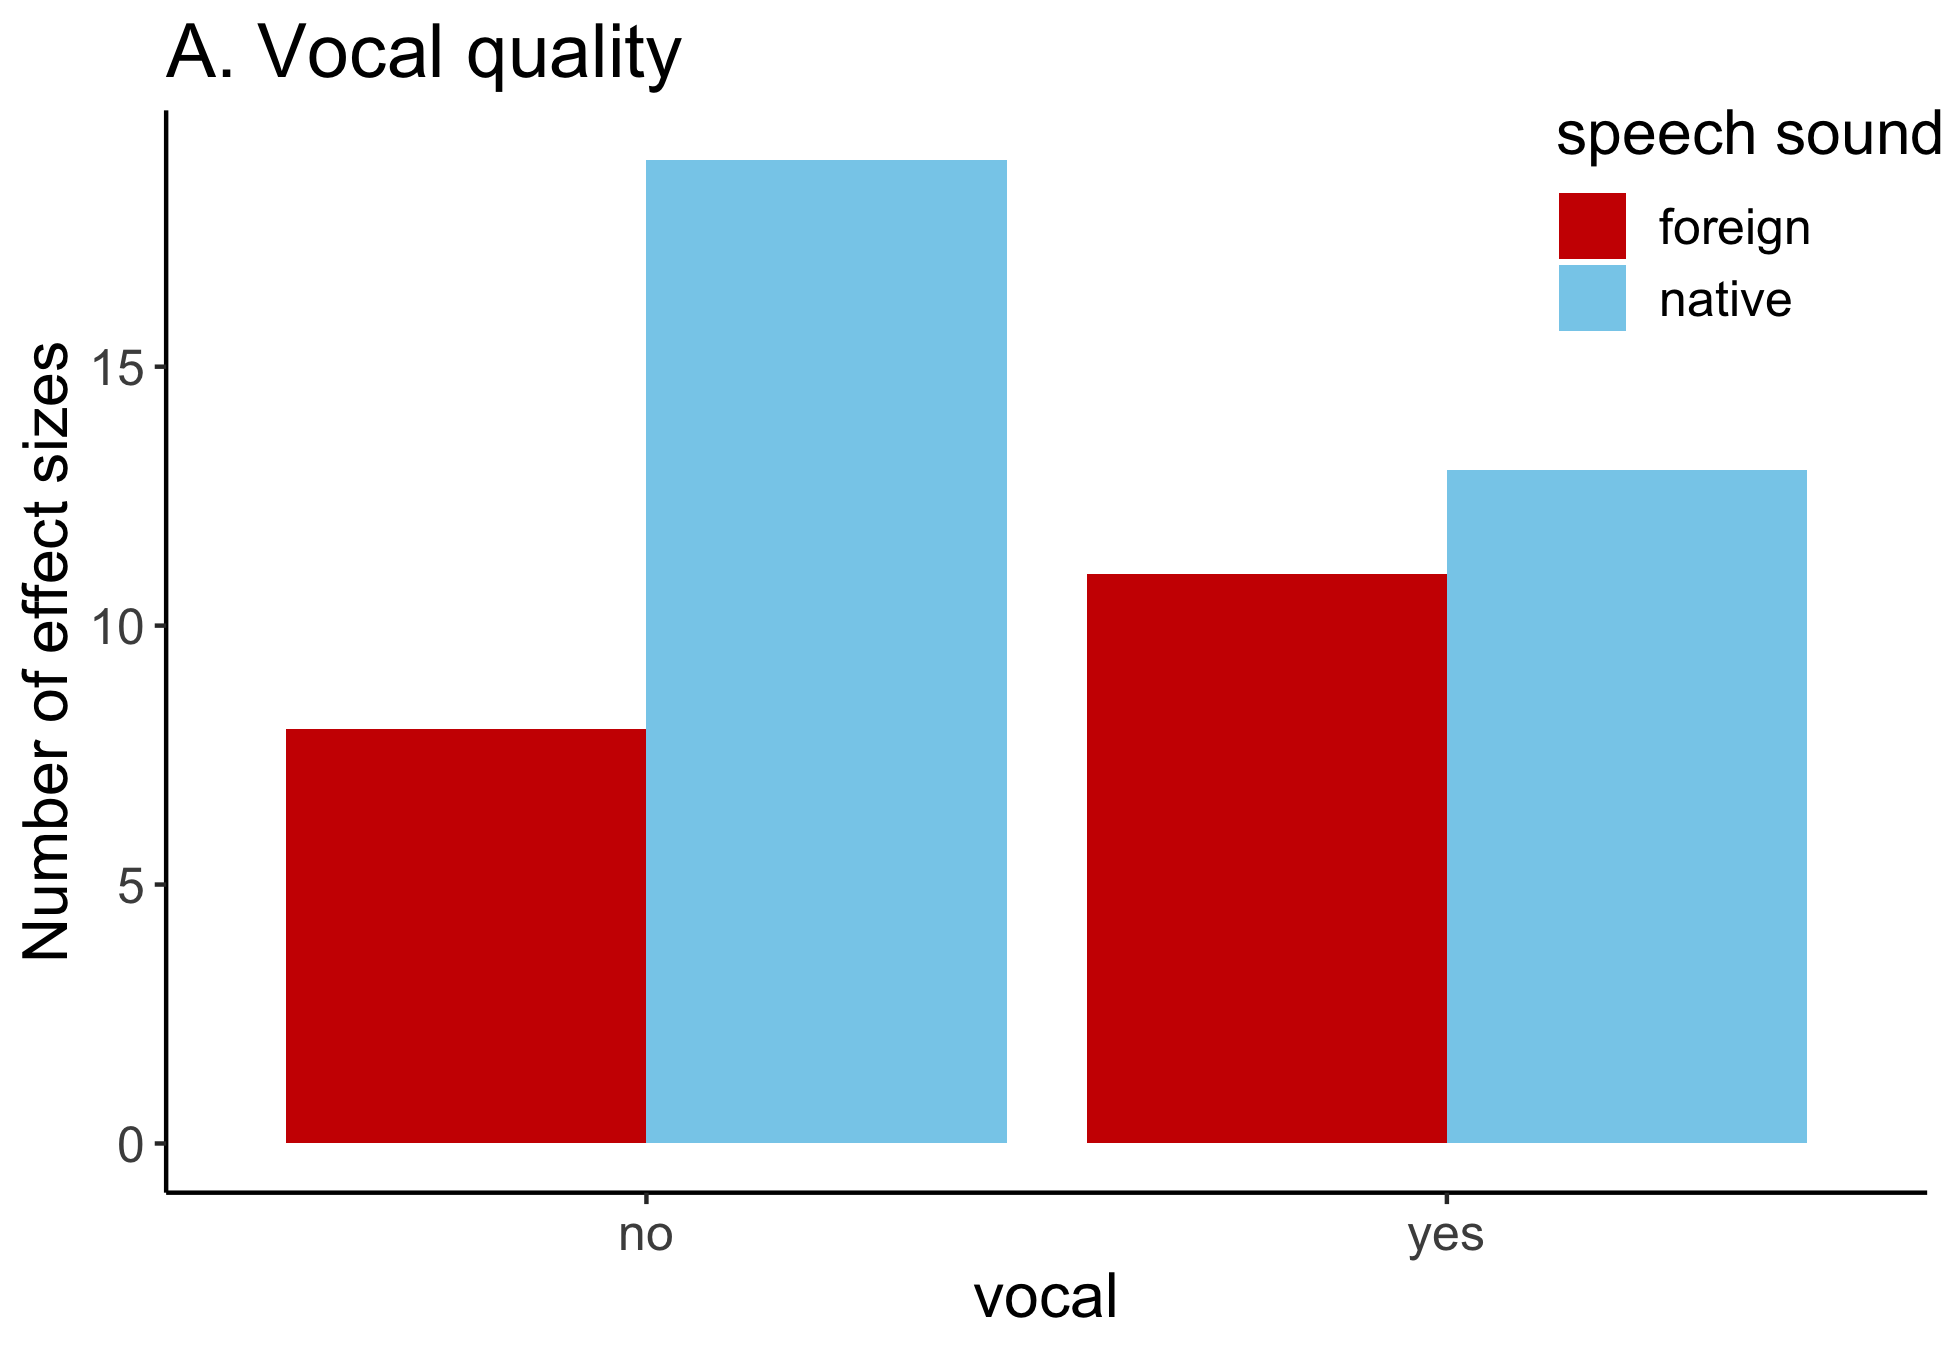 A. Vocal quality
speech sound
foreign
native
Number of effect sizes
15
10
5
0
no
yes
vocal